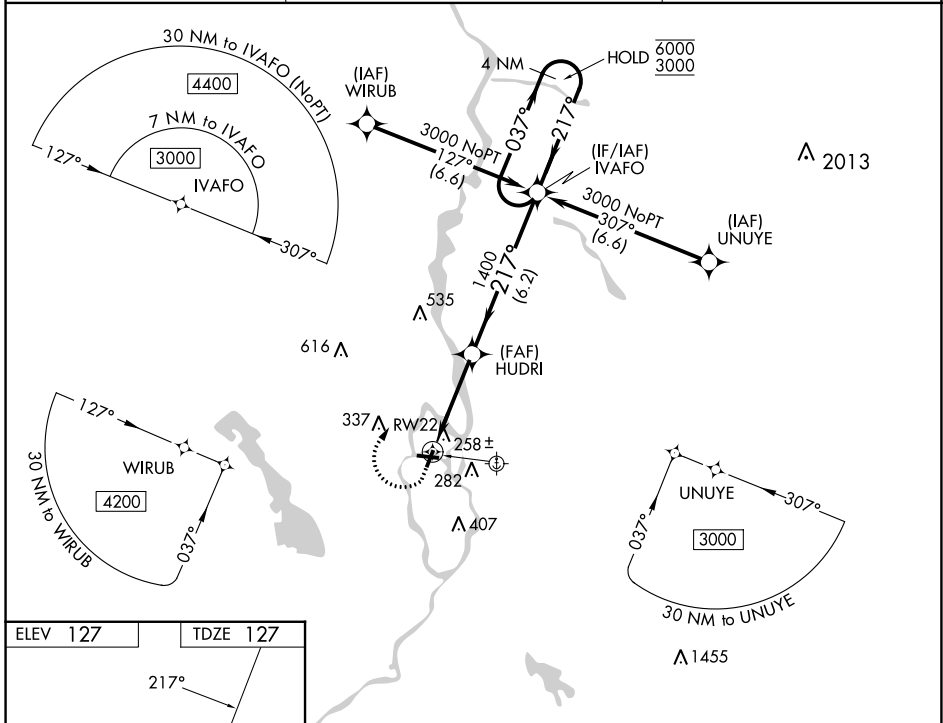 30 NM to IVAFO (NoPT)
4400
7 NM to IVAFO
3000
127°
IVAFO
307°
(IAF)
WIRUB
4 NM
HOLD 6000
3000
037°
217°
3000 NoPT
127°
(6.6)
(IF/IAF)
IVAFO
2013
3000 NoPT
307°
(6.6)
(IAF)
UNUYE
1400
217°
(6.2)
535
616
(FAF)
HUDRI
337
RW22
258±
282
407
127°
WIRUB
4200
037°
30 NM to WIRUB
UNUYE
307°
037°
3000
30 NM to UNUYE
1455
ELEV 127
TDZE 127
217°